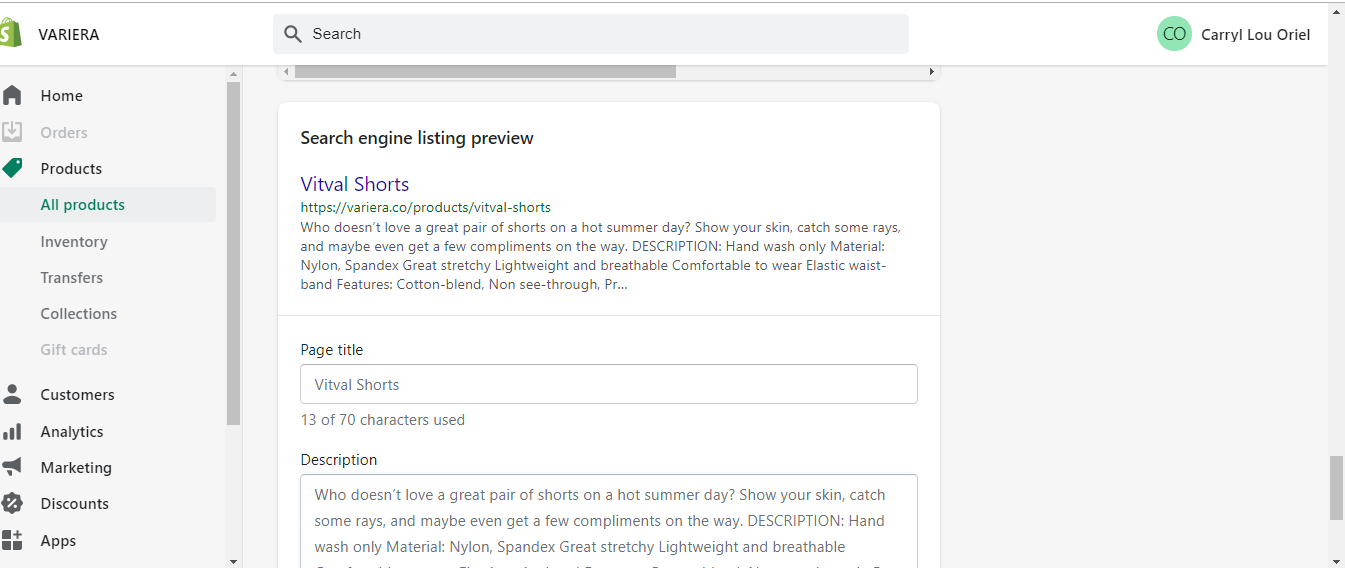 VARIERA
Search
CO
Carryl Lou Oriel
Home
Orders
Products
All products
Inventory
Transfers
Collections
Gift cards
Customers
Analytics
Marketing
Discounts
Apps
Search engine listing preview
Vitval Shorts
https://variera.co/products/vitval-shorts
Who doesn’t love a great pair of shorts on a hot summer day? Show your skin, catch some rays,
and maybe even get a few compliments on the way. DESCRIPTION: Hand wash only Material:
Nylon, Spandex Great stretchy Lightweight and breathable Comfortable to wear Elastic waist-
band Features: Cotton-blend, Non see-through, Pr...
Page title
Vitval Shorts
13 of 70 characters used
Description
Who doesn’t love a great pair of shorts on a hot summer day? Show your skin, catch
some rays, and maybe even get a few compliments on the way. DESCRIPTION: Hand
wash only Material: Nylon, Spandex Great stretchy Lightweight and breathable